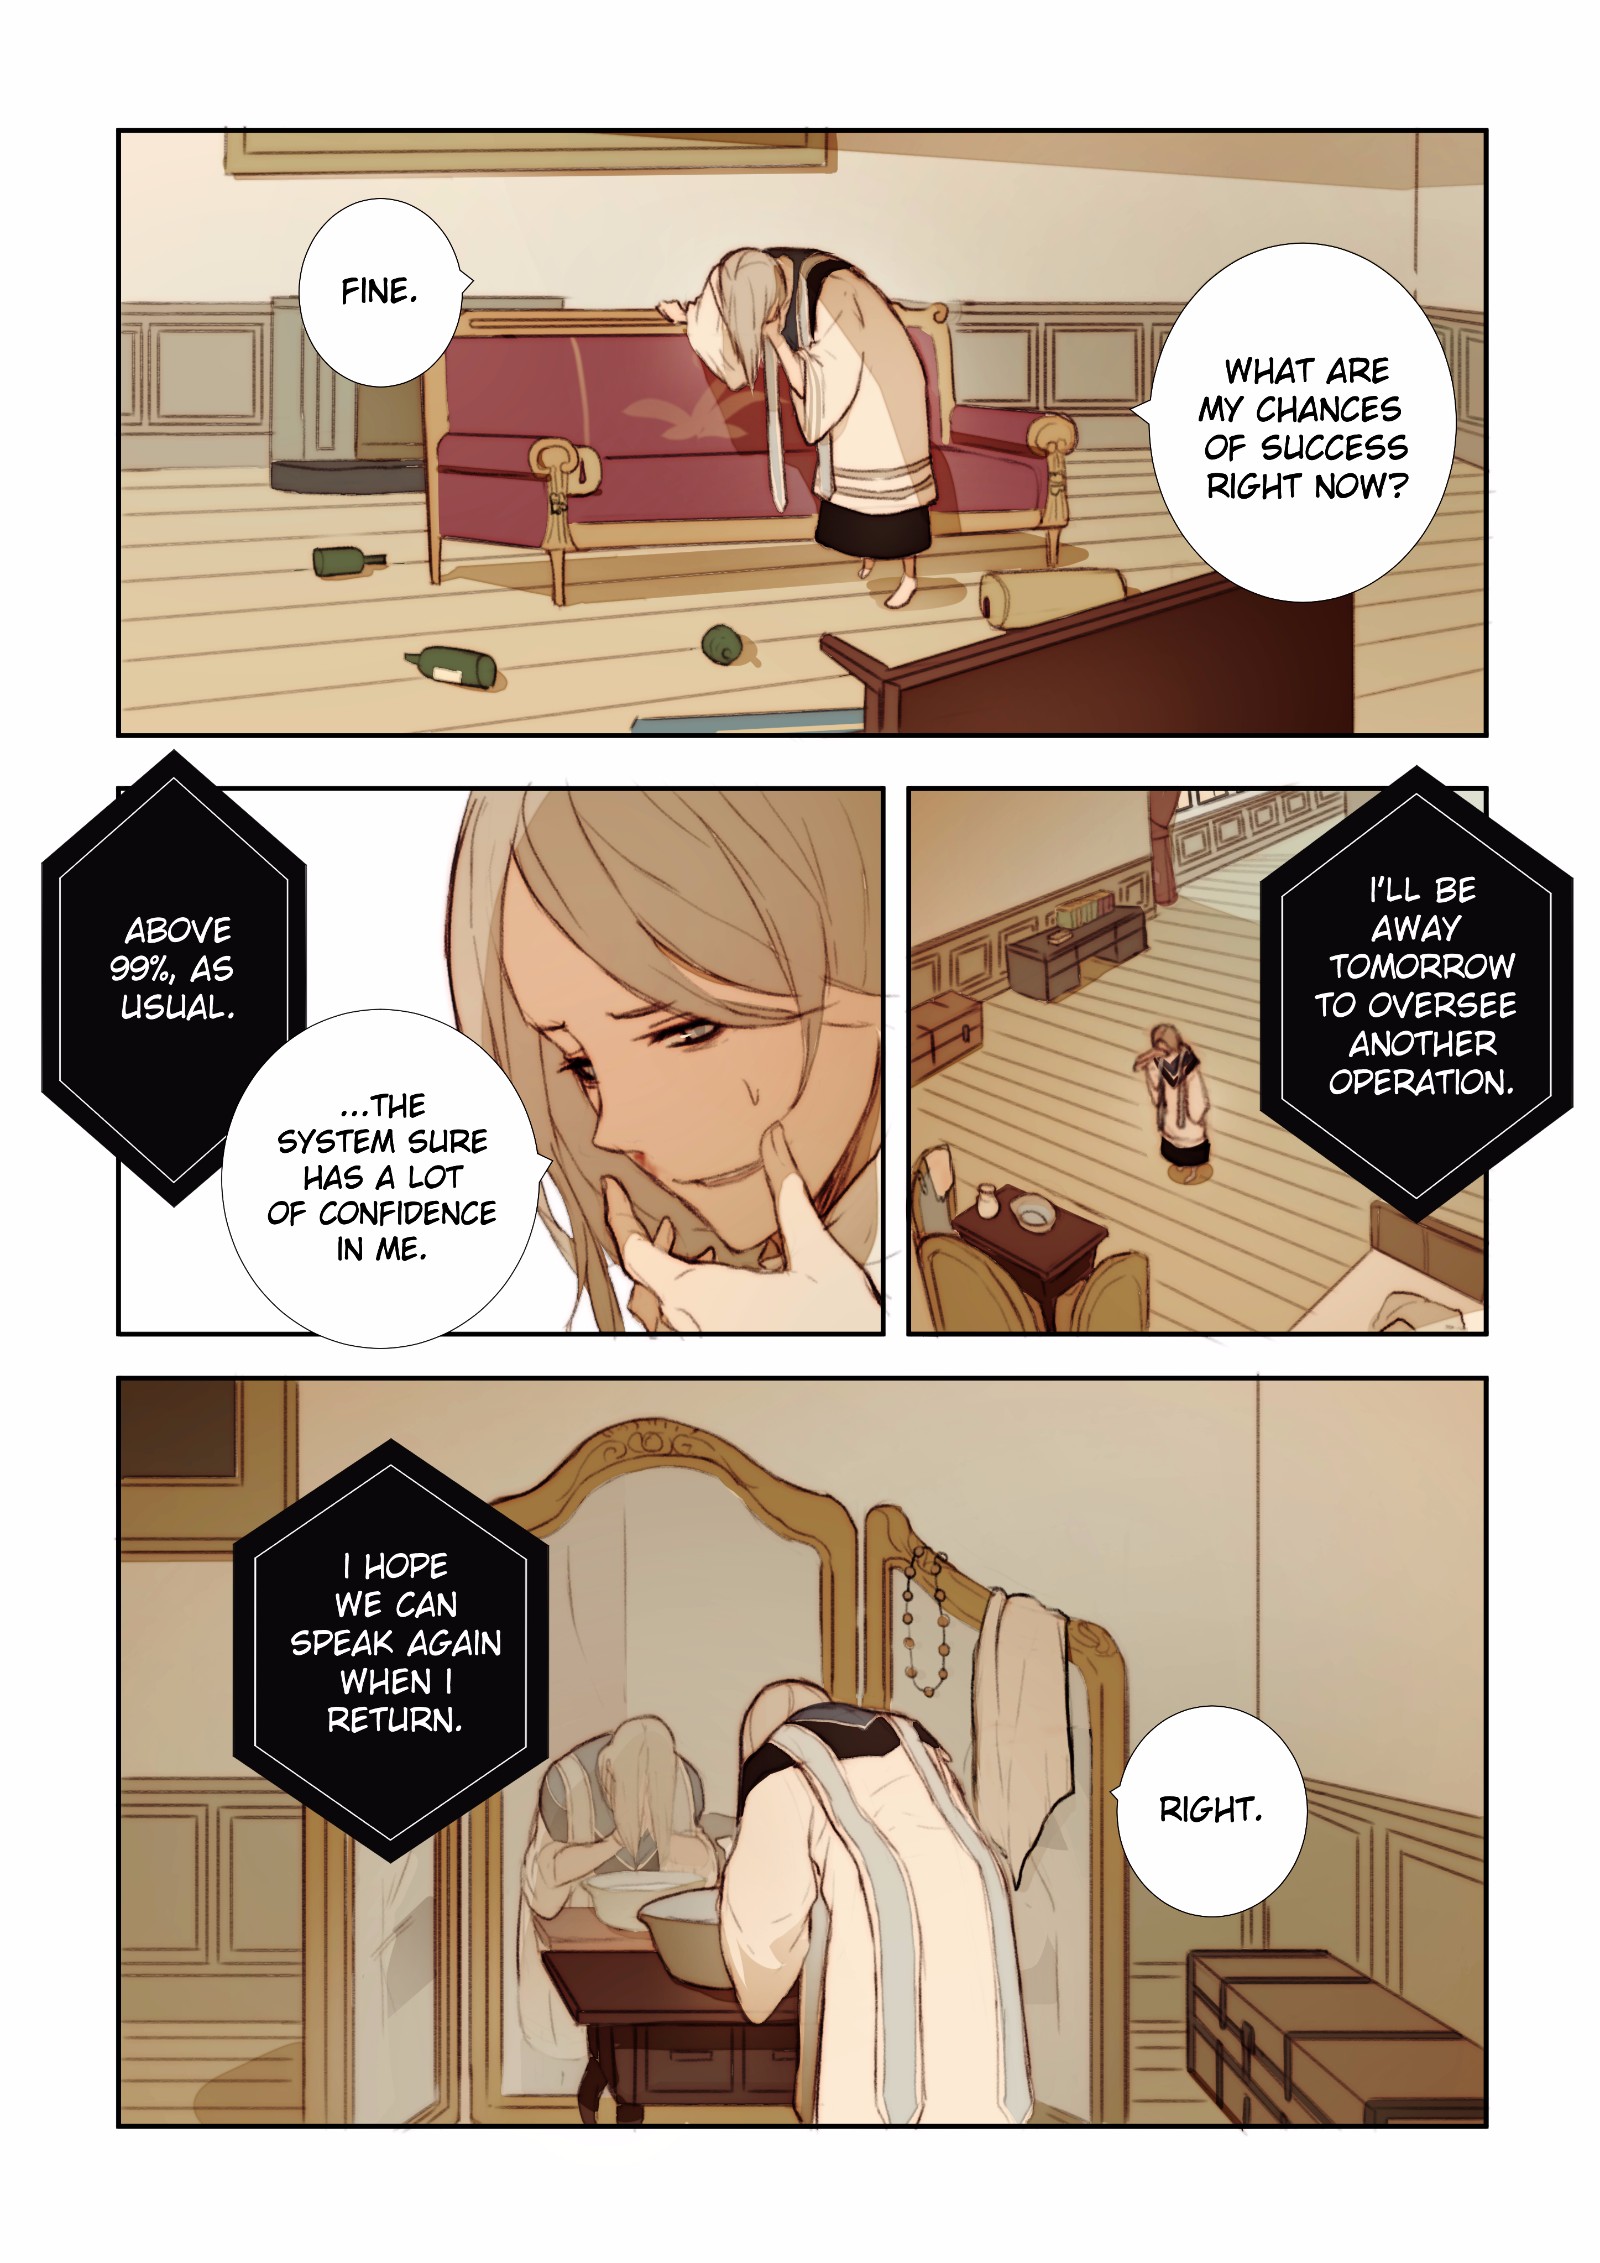 FINE.
WHAT ARE
MY CHANCES
OF SUCCESS
RIGHT NOW?
ABOVE
99%, AS
USUAL.
...THE
SYSTEM SURE
HAS A LOT
OF CONFIDENCE
IN ME.
I'LL BE
AWAY
TOMORROW
TO OVERSEE
ANOTHER
OPERATION.
I HOPE
WE CAN
SPEAK AGAIN
WHEN I
RETURN.
RIGHT.